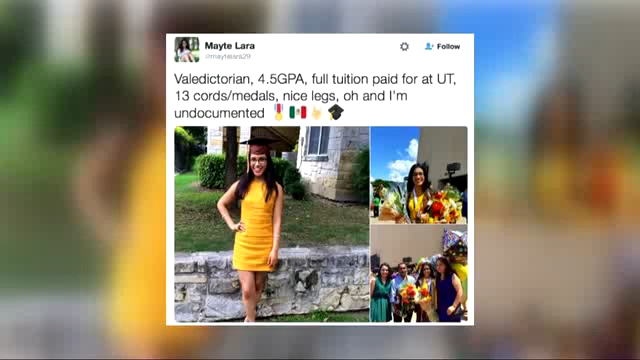 Mayte Lara
@maytelara29
Follow
Valedictorian, 4.5GPA, full tuition paid for at UT,
13 cords/medals, nice legs, oh and I'm
undocumented 🏅🇲🇽🤘🏻🎓